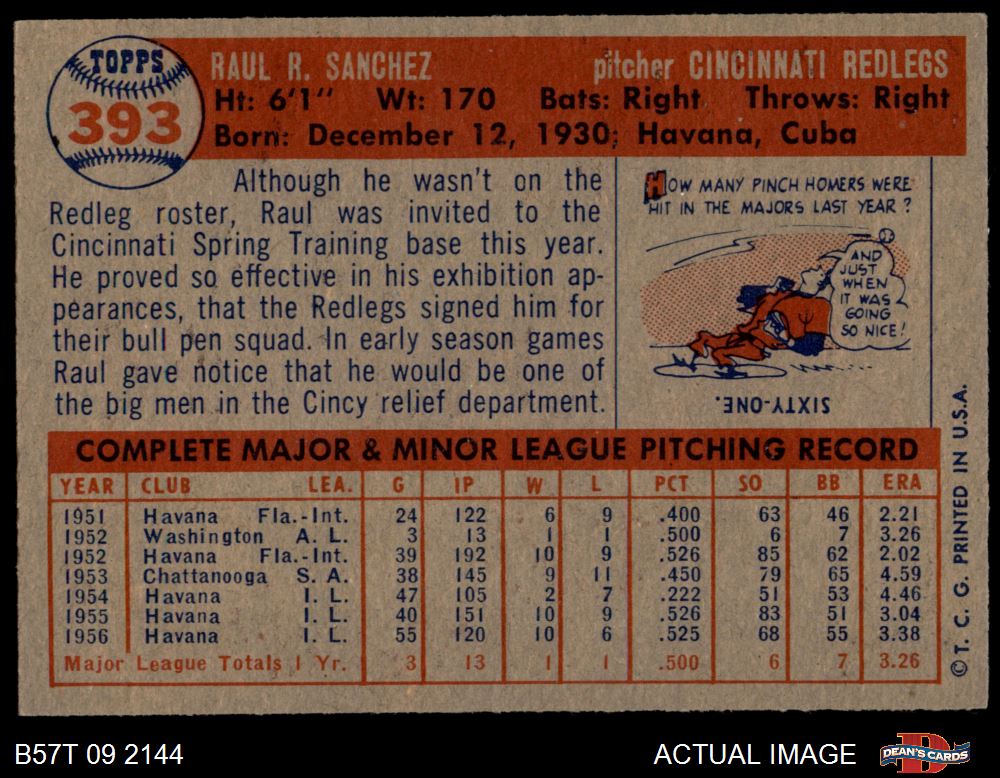 TOPPS
393
RAUL R. SANCHEZ pitcher CINCINNATI REDLEGS
Ht: 6'1" Wt: 170 Bats: Right Throws: Right
Born: December 12, 1930; Havana, Cuba
Although he wasn't on the
Redleg roster, Raul was invited to the
Cincinnati Spring Training base this year.
He proved so effective in his exhibition ap-
pearances, that the Redlegs signed him for
their bull pen squad. In early season games
Raul gave notice that he would be one of
the big men in the Cincy relief department.
HOW MANY PINCH HOMERS WERE
HIT IN THE MAJORS LAST YEAR?
AND
JUST
WHEN
IT WAS
GOING
SO NICE!
SIXTY-ONE.
COMPLETE MAJOR & MINOR LEAGUE PITCHING RECORD
YEAR CLUB LEA. G IP W L PCT SO BB ERA
1951 Havana Fla.-Int. 24 122 6 9 .400 63 46 2.21
1952 Washington A. L. 3 13 1 1 .500 6 7 3.26
1952 Havana Fla.-Int. 39 192 10 9 .526 85 62 2.02
1953 Chattanooga S. A. 38 145 9 11 .450 79 65 4.59
1954 Havana I. L. 47 105 2 7 .222 51 53 4.46
1955 Havana I. L. 40 151 10 9 .526 83 51 3.04
1956 Havana I. L. 55 120 10 6 .525 68 55 3.38
Major League Totals 1 Yr. 3 13 1 1 .500 6 7 3.26
© T. C. G. PRINTED IN U.S.A.
B57T 09 2144
ACTUAL IMAGE
DEAN'S CARDS